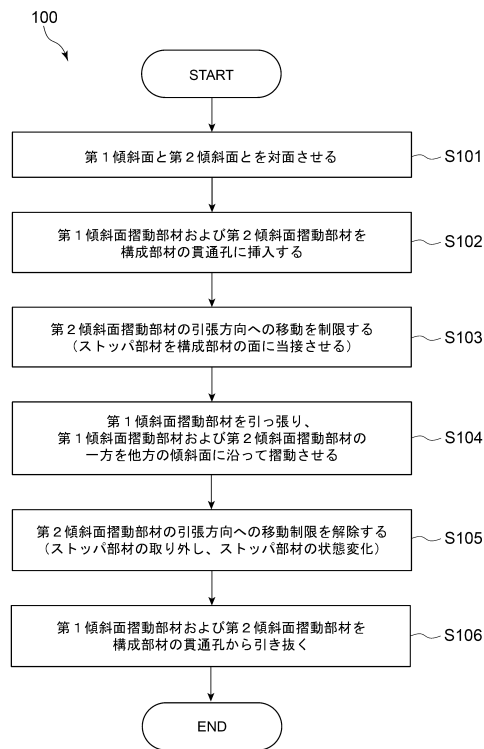 100
START
第1傾斜面と第2傾斜面とを対面させる
S101
第1傾斜面摺動部材および第2傾斜面摺動部材を
構成部材の貫通孔に挿入する
S102
第2傾斜面摺動部材の引張方向への移動を制限する
(ストッパ部材を構成部材の面に当接させる)
S103
第1傾斜面摺動部材を引っ張り、
第1傾斜面摺動部材および第2傾斜面摺動部材の
一方を他方の傾斜面に沿って摺動させる
S104
第2傾斜面摺動部材の引張方向への移動制限を解除する
(ストッパ部材の取り外し、ストッパ部材の状態変化)
S105
第1傾斜面摺動部材および第2傾斜面摺動部材を
構成部材の貫通孔から引き抜く
S106
END